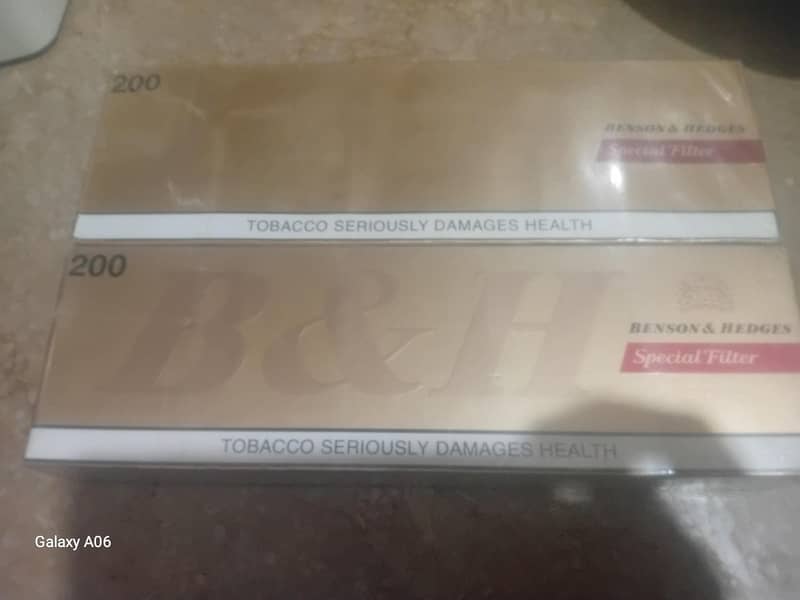 200
BENSON & HEDGES
Special Filter
TOBACCO SERIOUSLY DAMAGES HEALTH
200
B&H
BENSON & HEDGES
Special Filter
TOBACCO SERIOUSLY DAMAGES HEALTH
Galaxy A06